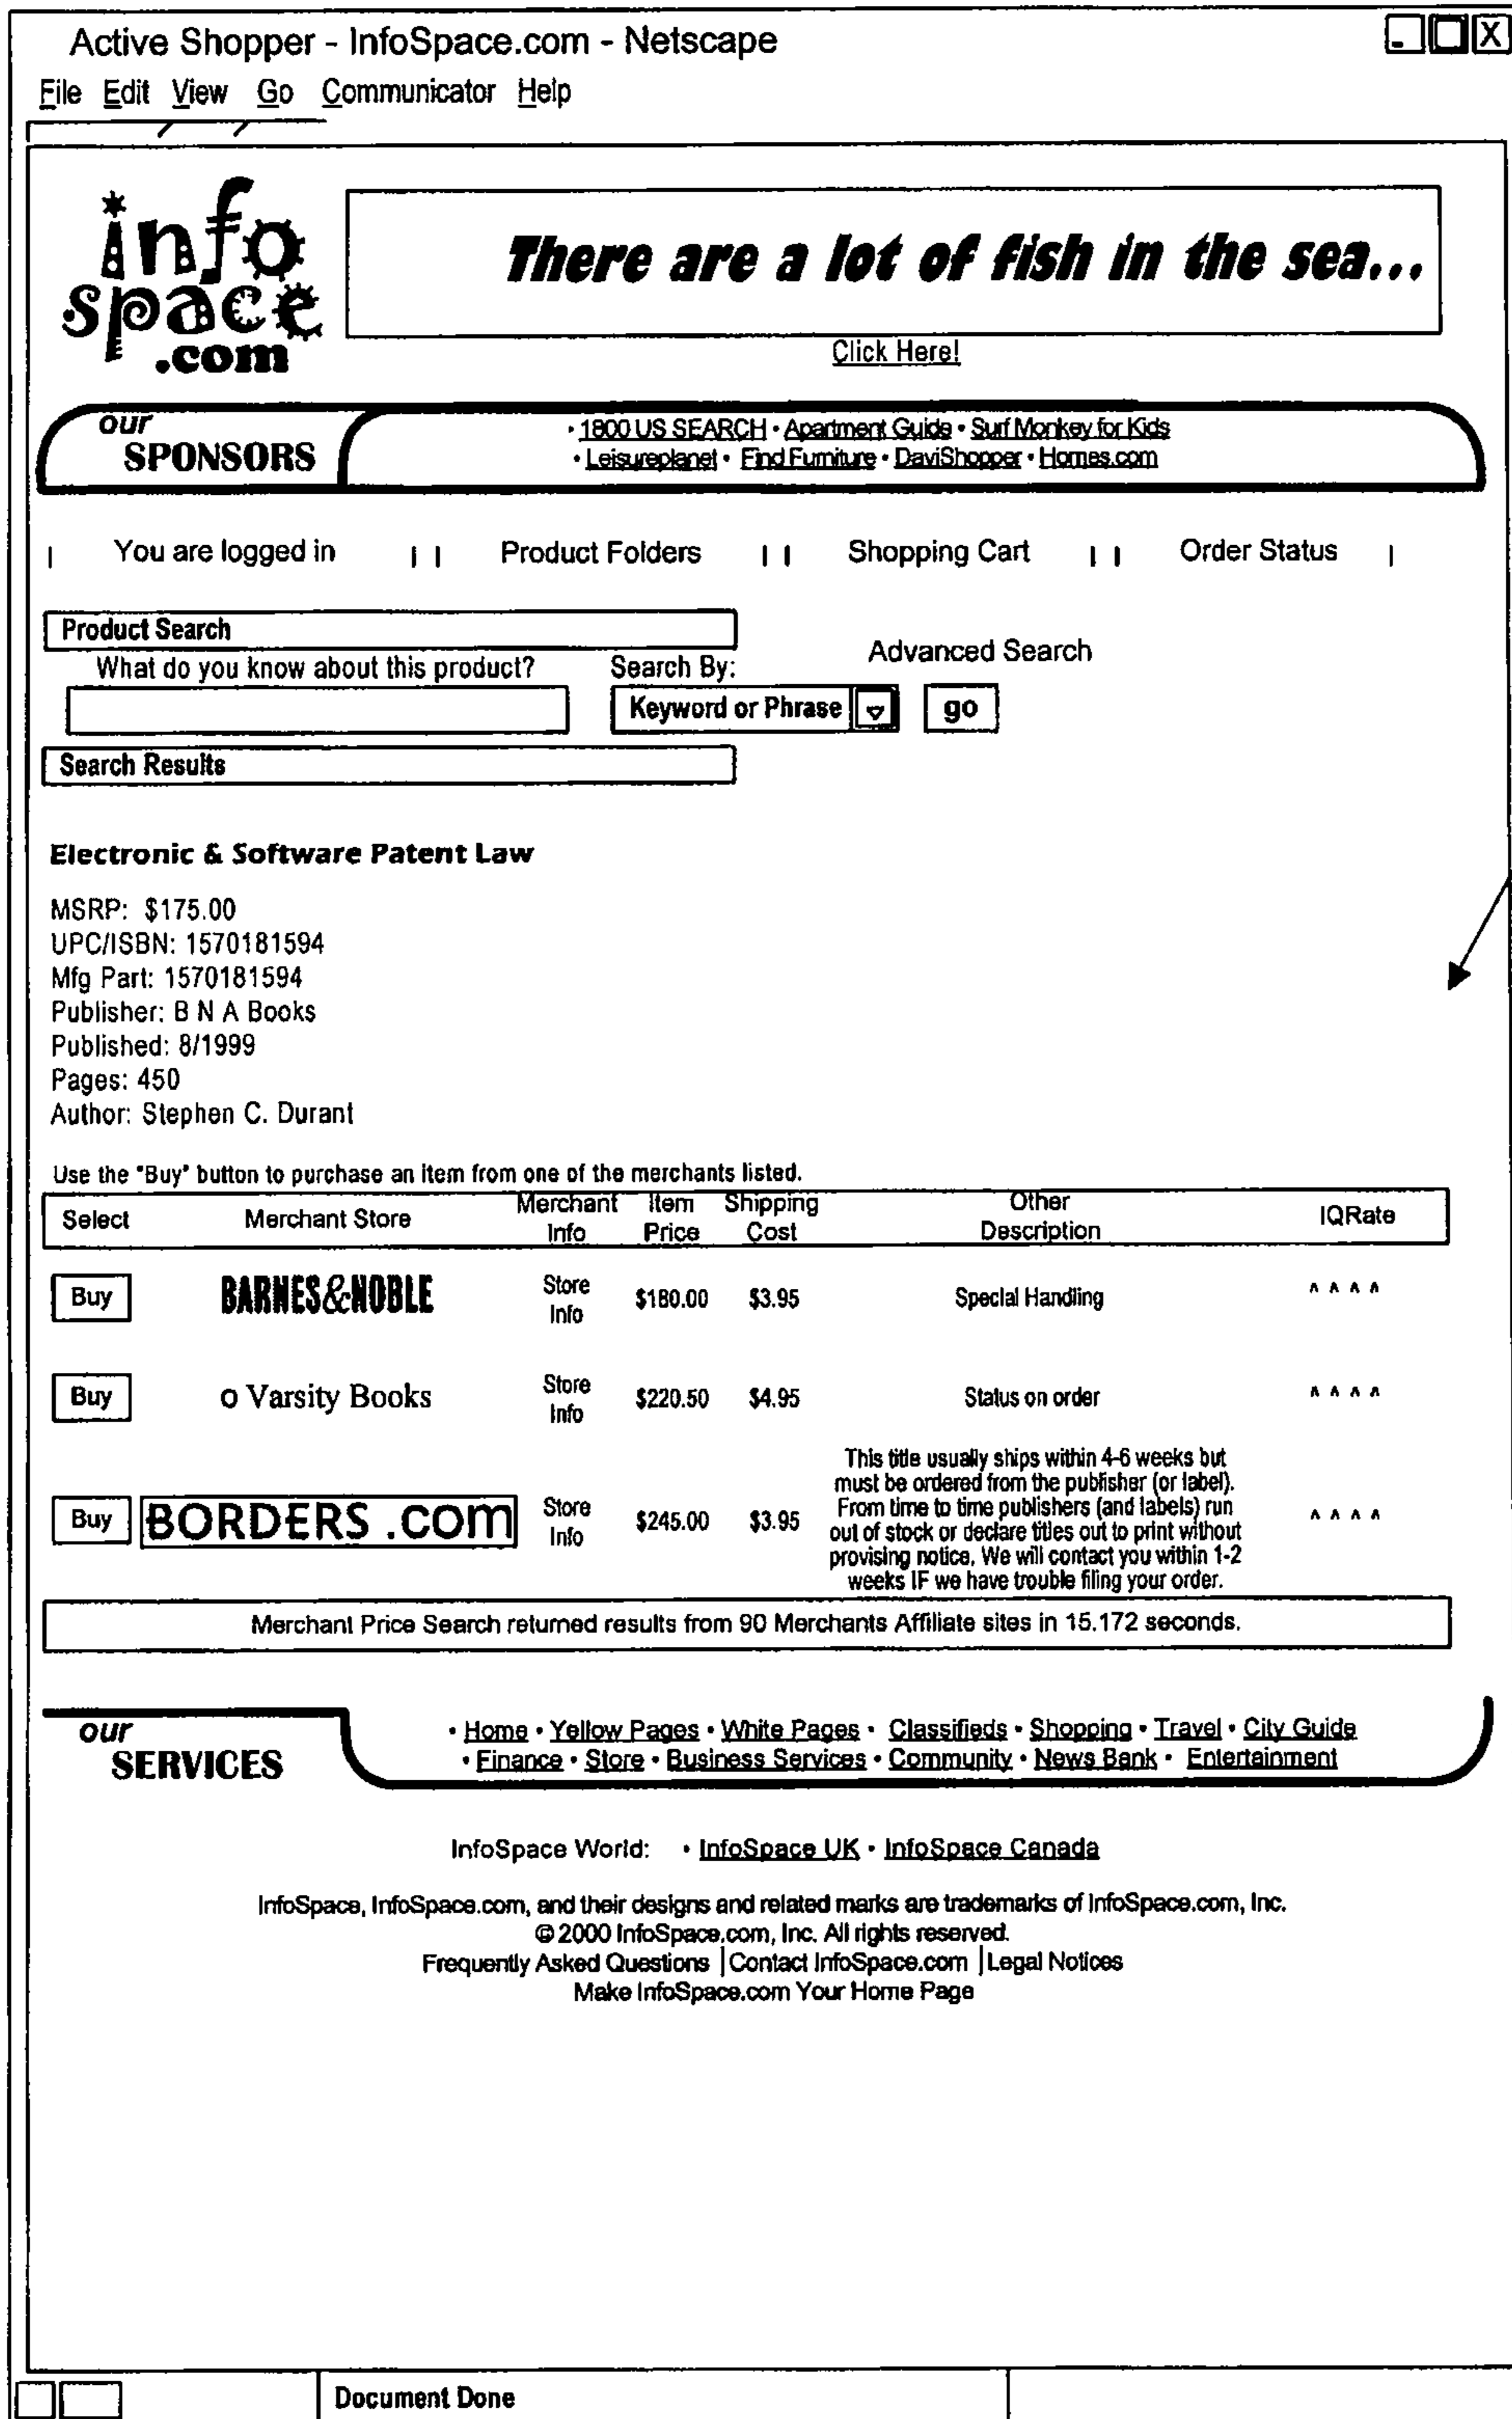 Active Shopper - InfoSpace.com - Netscape
File Edit View Go Communicator Help
info
space
.com
There are a lot of fish in the sea...
Click Here!
our
SPONSORS
• 1800 US SEARCH • Apartment Guide • Surf Monkey for Kids
• Leisureplanet • Find Furniture • DaviShopper • Homes.com
| You are logged in | | Product Folders | | Shopping Cart | | Order Status |
Product Search
Advanced Search
What do you know about this product? Search By:
Keyword or Phrase go
Search Results
Electronic & Software Patent Law
MSRP: $175.00
UPC/ISBN: 1570181594
Mfg Part: 1570181594
Publisher: B N A Books
Published: 8/1999
Pages: 450
Author: Stephen C. Durant
Use the "Buy" button to purchase an item from one of the merchants listed.
Select Merchant Store Merchant Info Item Price Shipping Cost Other Description IQRate
Buy BARNES&NOBLE Store Info $180.00 $3.95 Special Handling ^ ^ ^ ^
Buy o Varsity Books Store Info $220.50 $4.95 Status on order ^ ^ ^ ^
Buy BORDERS .com Store Info $245.00 $3.95
This title usually ships within 4-6 weeks but
must be ordered from the publisher (or label).
From time to time publishers (and labels) run
out of stock or declare titles out to print without
provising notice, We will contact you within 1-2
weeks IF we have trouble filing your order.
^ ^ ^ ^
Merchant Price Search returned results from 90 Merchants Affiliate sites in 15.172 seconds.
our
SERVICES
• Home • Yellow Pages • White Pages • Classifieds • Shopping • Travel • City Guide
• Finance • Store • Business Services • Community • News Bank • Entertainment
InfoSpace World: • InfoSpace UK • InfoSpace Canada
InfoSpace, InfoSpace.com, and their designs and related marks are trademarks of InfoSpace.com, Inc.
© 2000 InfoSpace.com, Inc. All rights reserved.
Frequently Asked Questions | Contact InfoSpace.com | Legal Notices
Make InfoSpace.com Your Home Page
Document Done